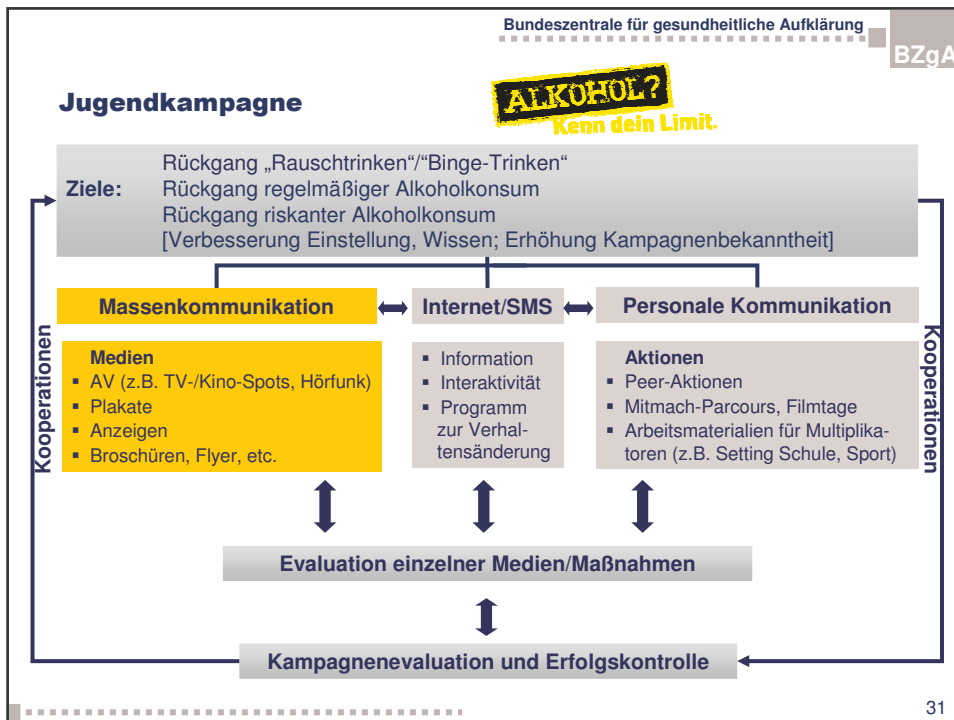 Bundeszentrale für gesundheitliche Aufklärung
BZgA
Jugendkampagne
ALKOHOL?
Kenn dein Limit.
Ziele:
Rückgang „Rauschtrinken“/“Binge-Trinken“
Rückgang regelmäßiger Alkoholkonsum
Rückgang riskanter Alkoholkonsum
[Verbesserung Einstellung, Wissen; Erhöhung Kampagnenbekanntheit]
Kooperationen
Massenkommunikation
Medien
▪ AV (z.B. TV-/Kino-Spots, Hörfunk)
▪ Plakate
▪ Anzeigen
▪ Broschüren, Flyer, etc.
Internet/SMS
▪ Information
▪ Interaktivität
▪ Programm
zur Verhal-
tensänderung
Personale Kommunikation
Aktionen
▪ Peer-Aktionen
▪ Mitmach-Parcours, Filmtage
▪ Arbeitsmaterialien für Multiplika-
toren (z.B. Setting Schule, Sport)
Kooperationen
Evaluation einzelner Medien/Maßnahmen
Kampagnenevaluation und Erfolgskontrolle
31